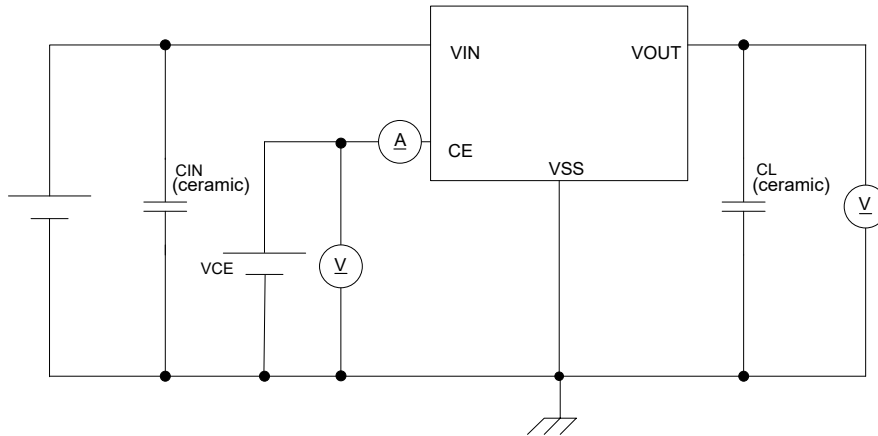 VIN
VOUT
A
CE
VSS
CIN
(ceramic)
CL
(ceramic)
V
VCE
V